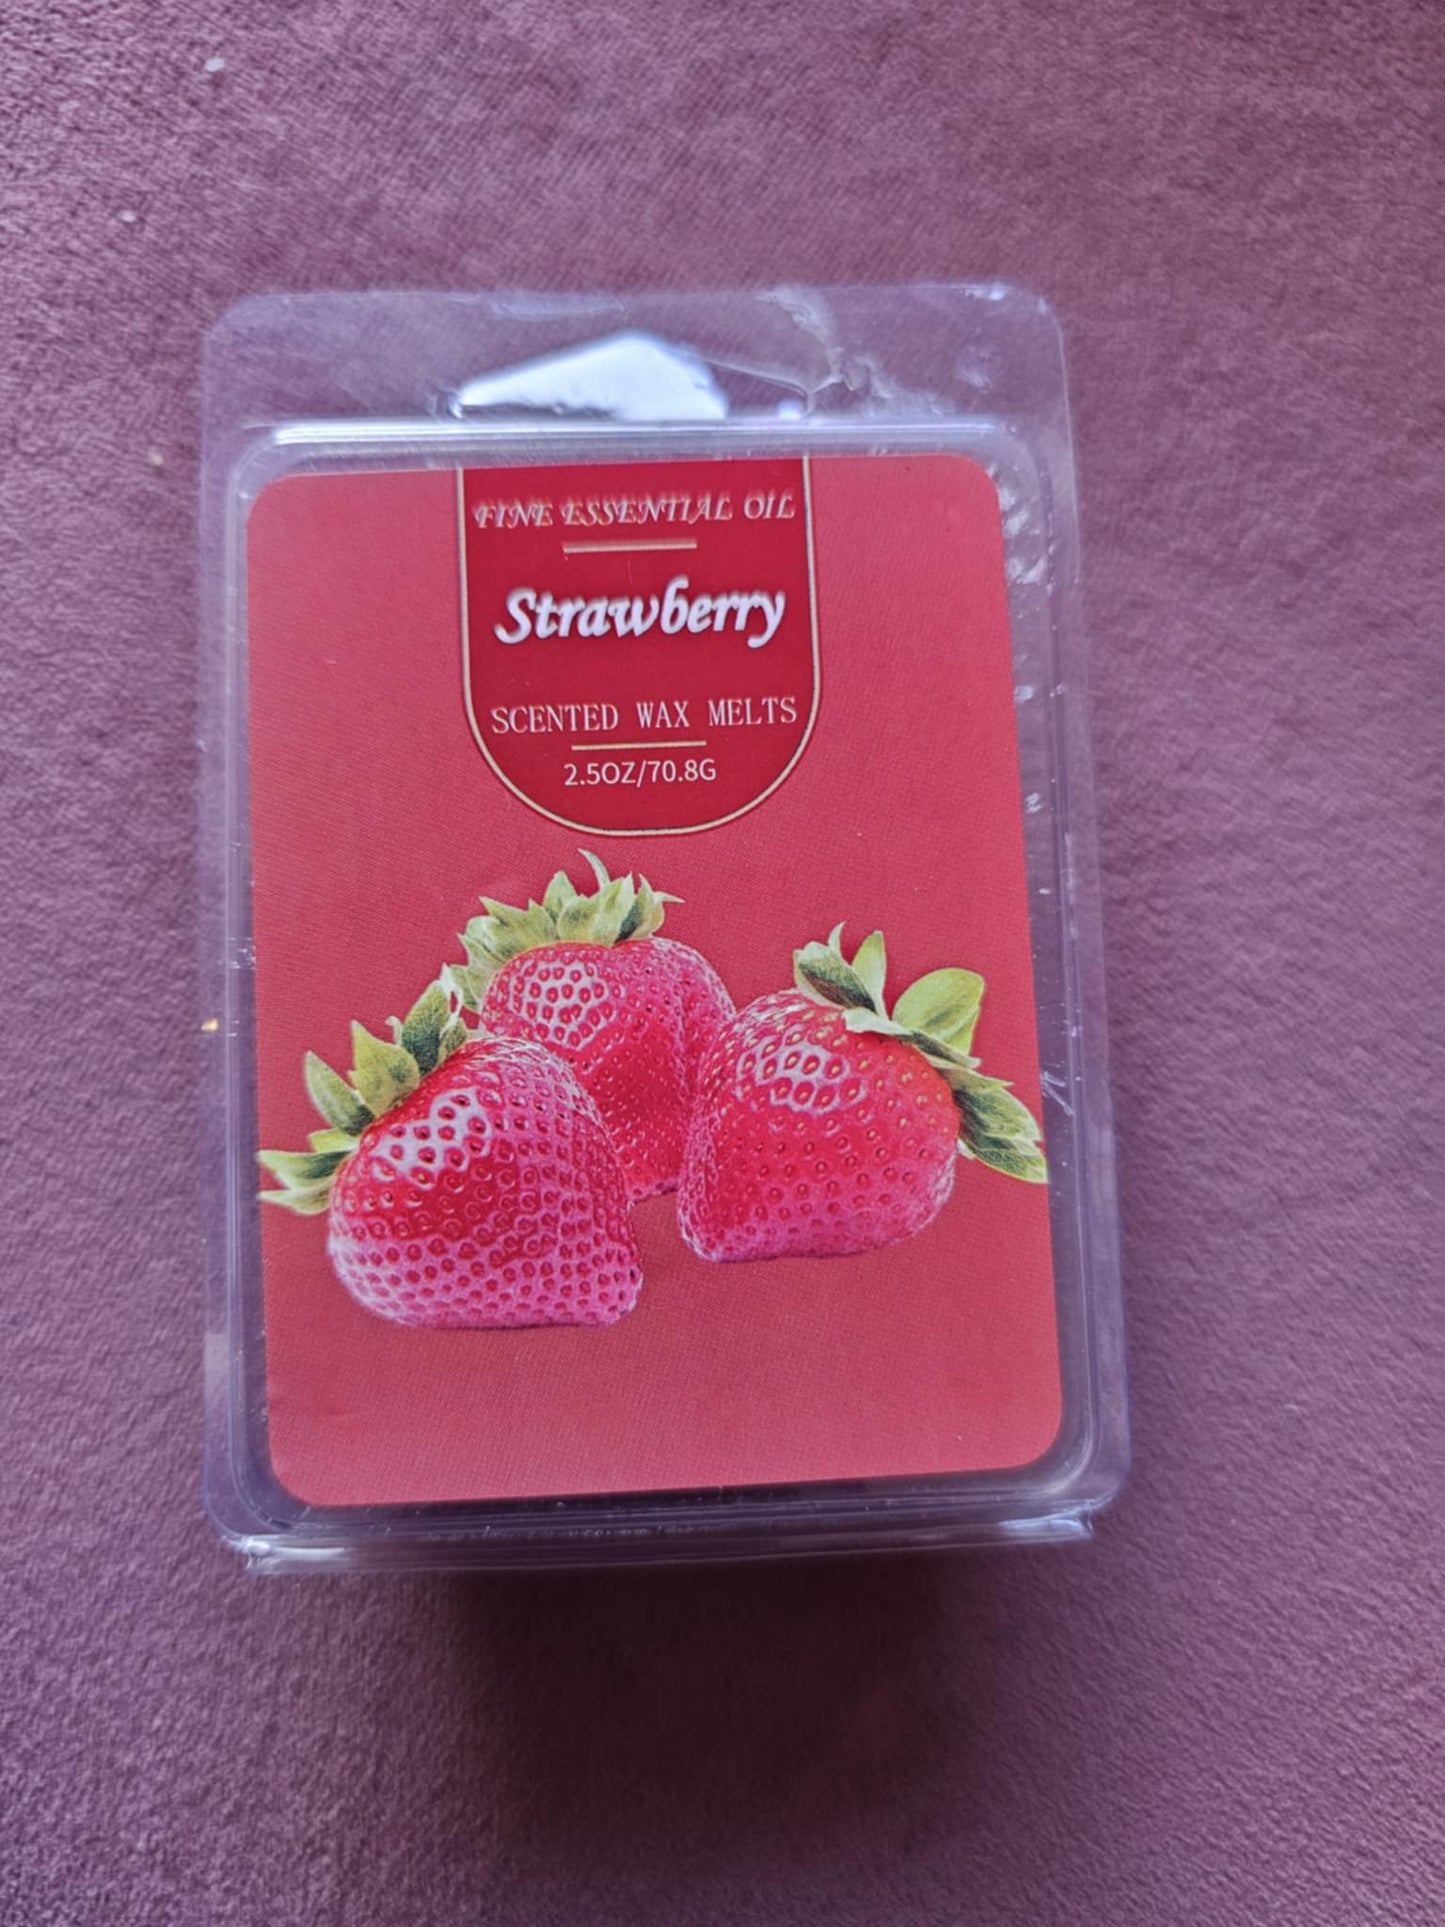 FINE ESSENTIAL OIL
Strawberry
SCENTED WAX MELTS
2.5OZ/70.8G